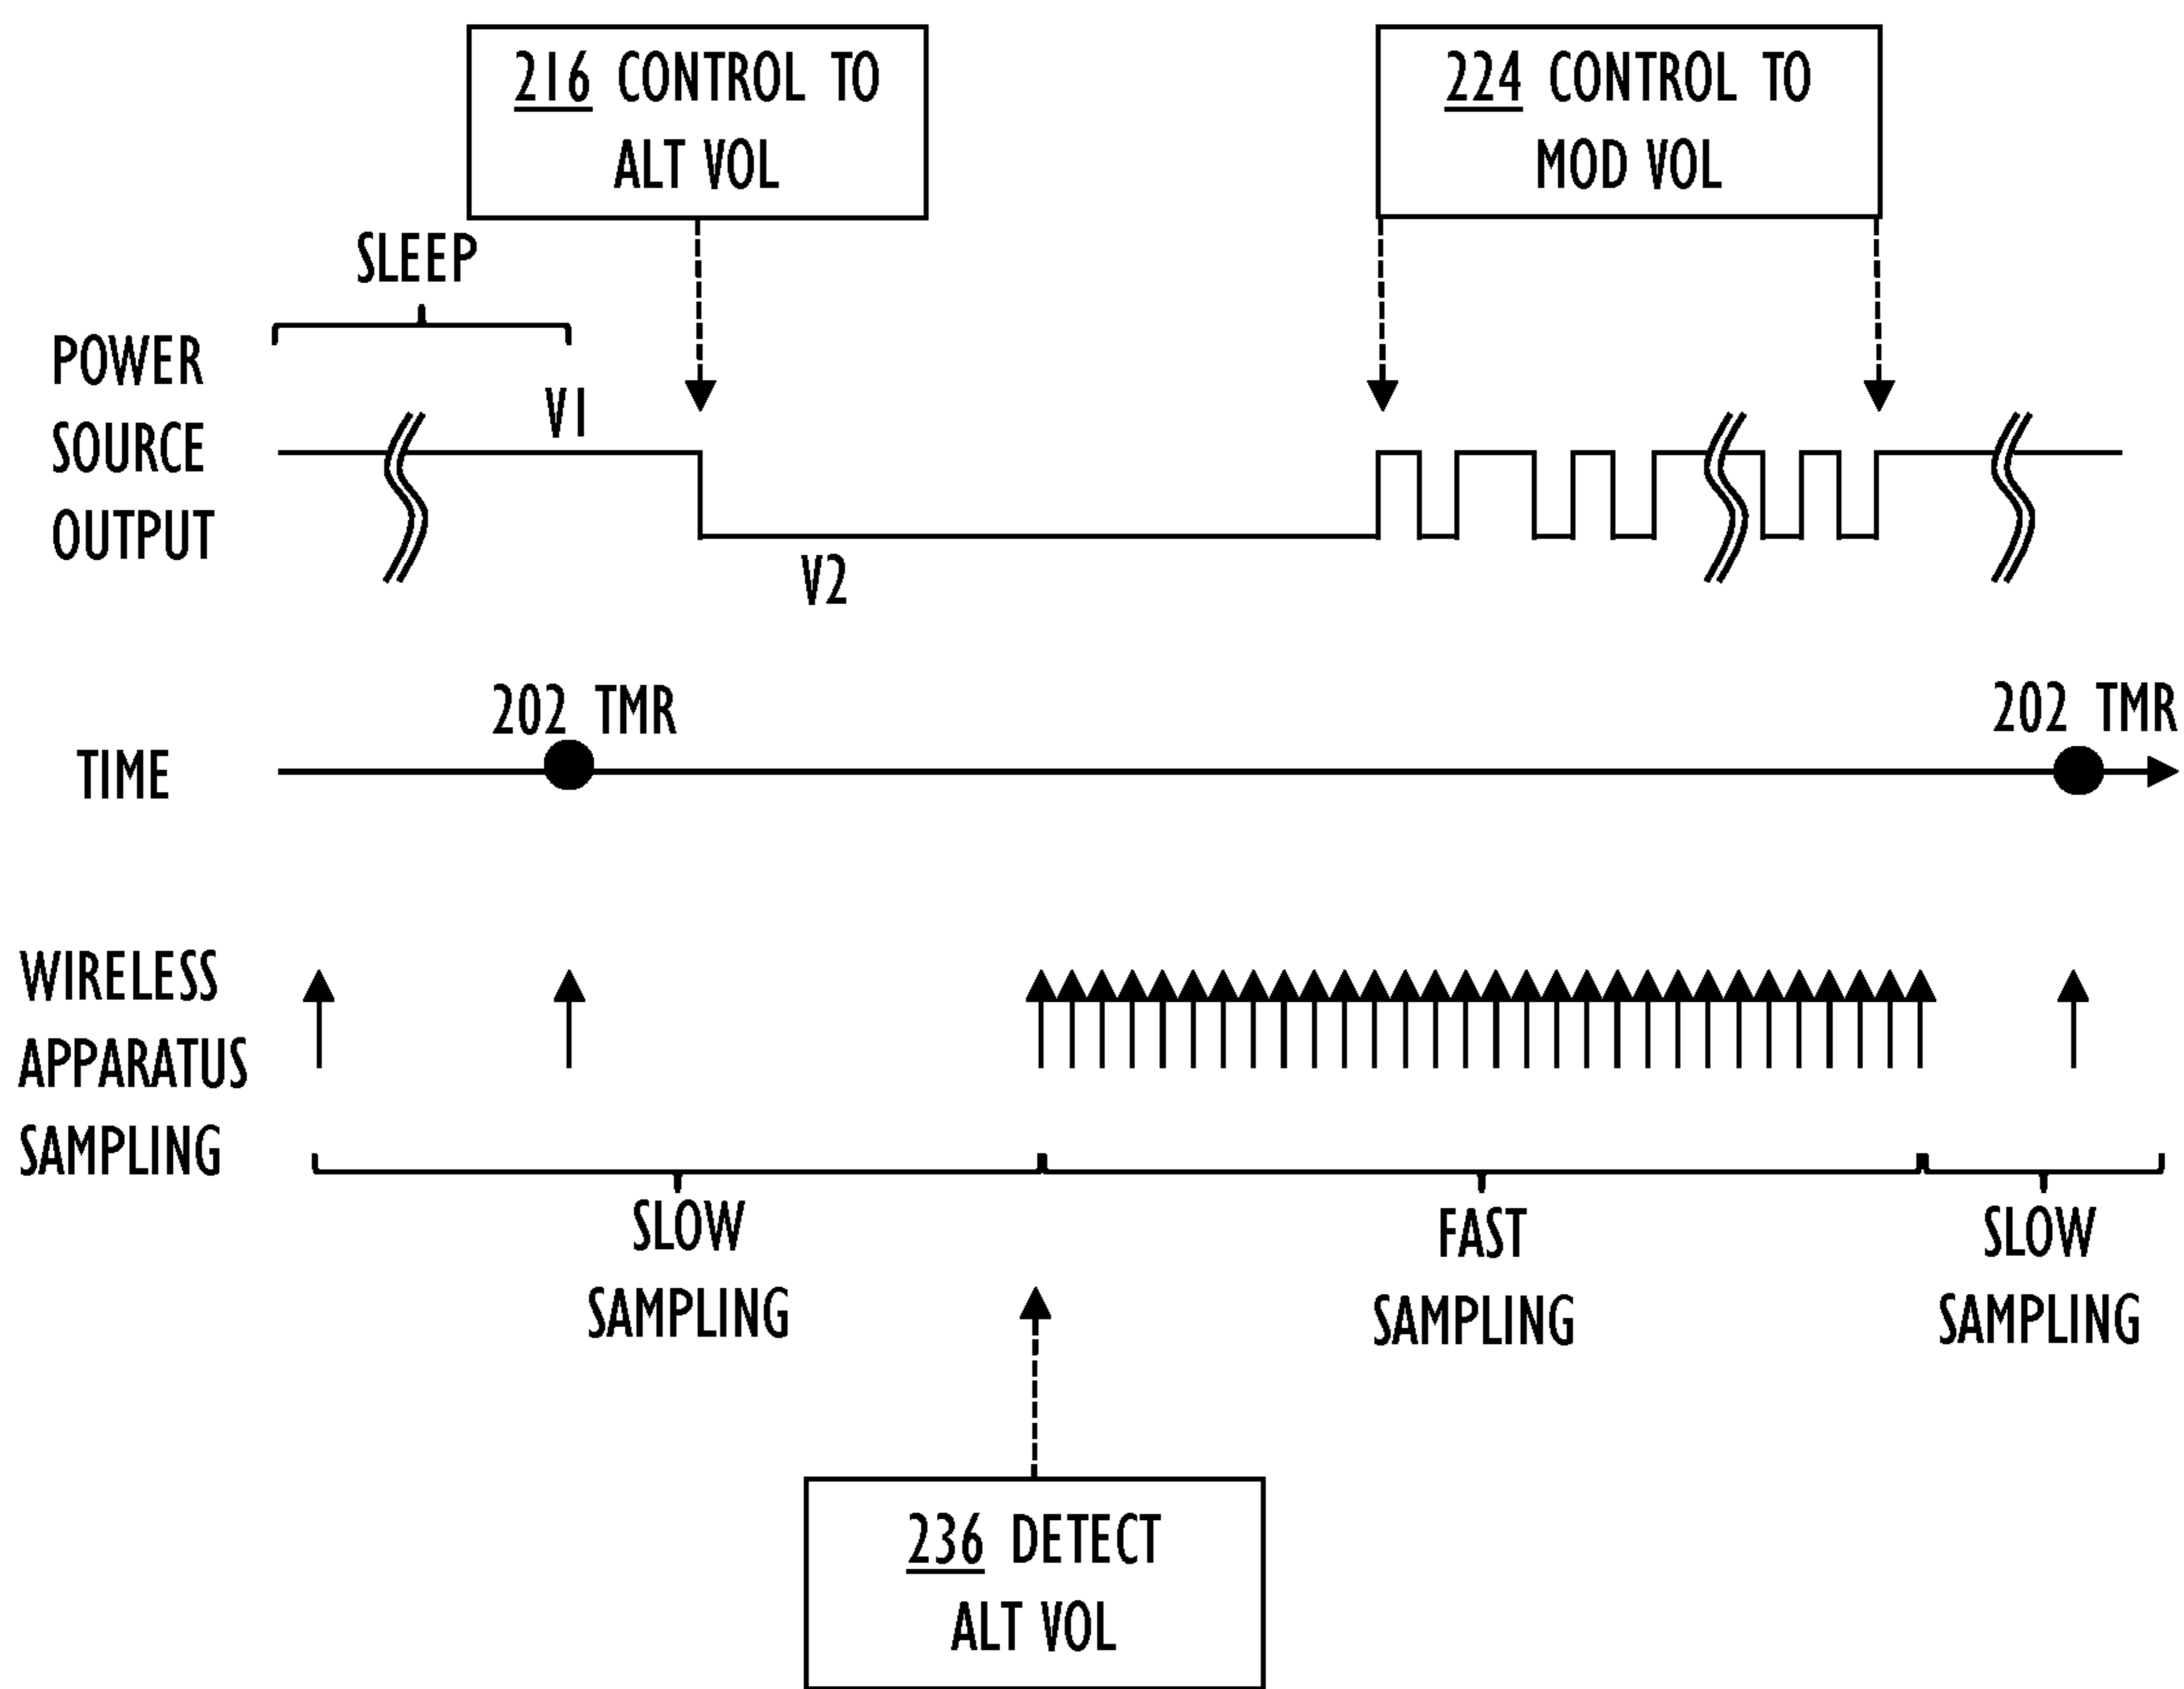 216 CONTROL TO
ALT VOL
224 CONTROL TO
MOD VOL
SLEEP
POWER
SOURCE
OUTPUT
V1
V2
202 TMR
202 TMR
TIME
WIRELESS
APPARATUS
SAMPLING
SLOW
SAMPLING
FAST
SAMPLING
SLOW
SAMPLING
236 DETECT
ALT VOL